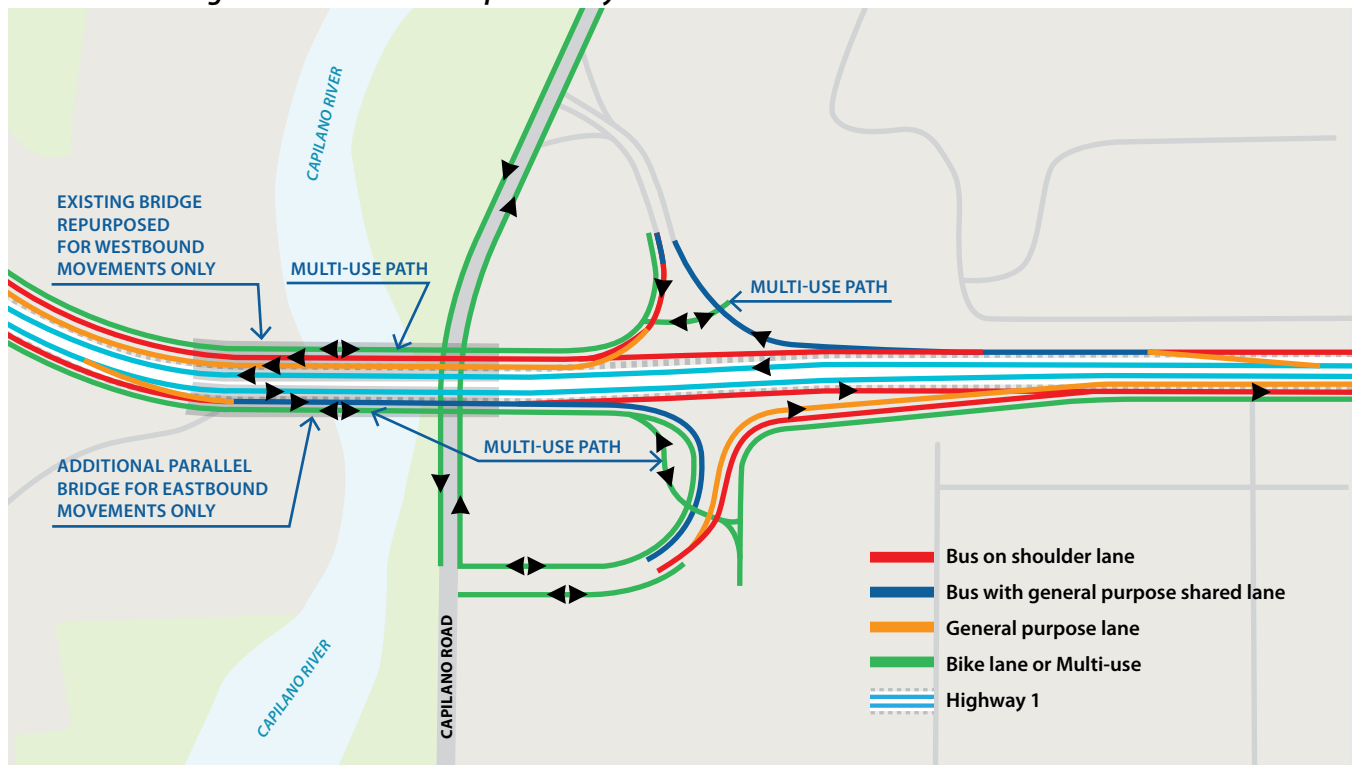 CAPILANO RIVER
EXISTING BRIDGE
REPURPOSED
FOR WESTBOUND
MOVEMENTS ONLY
MULTI-USE PATH
MULTI-USE PATH
MULTI-USE PATH
ADDITIONAL PARALLEL
BRIDGE FOR EASTBOUND
MOVEMENTS ONLY
CAPILANO RIVER
CAPILANO ROAD
Bus on shoulder lane
Bus with general purpose shared lane
General purpose lane
Bike lane or Multi-use
Highway 1